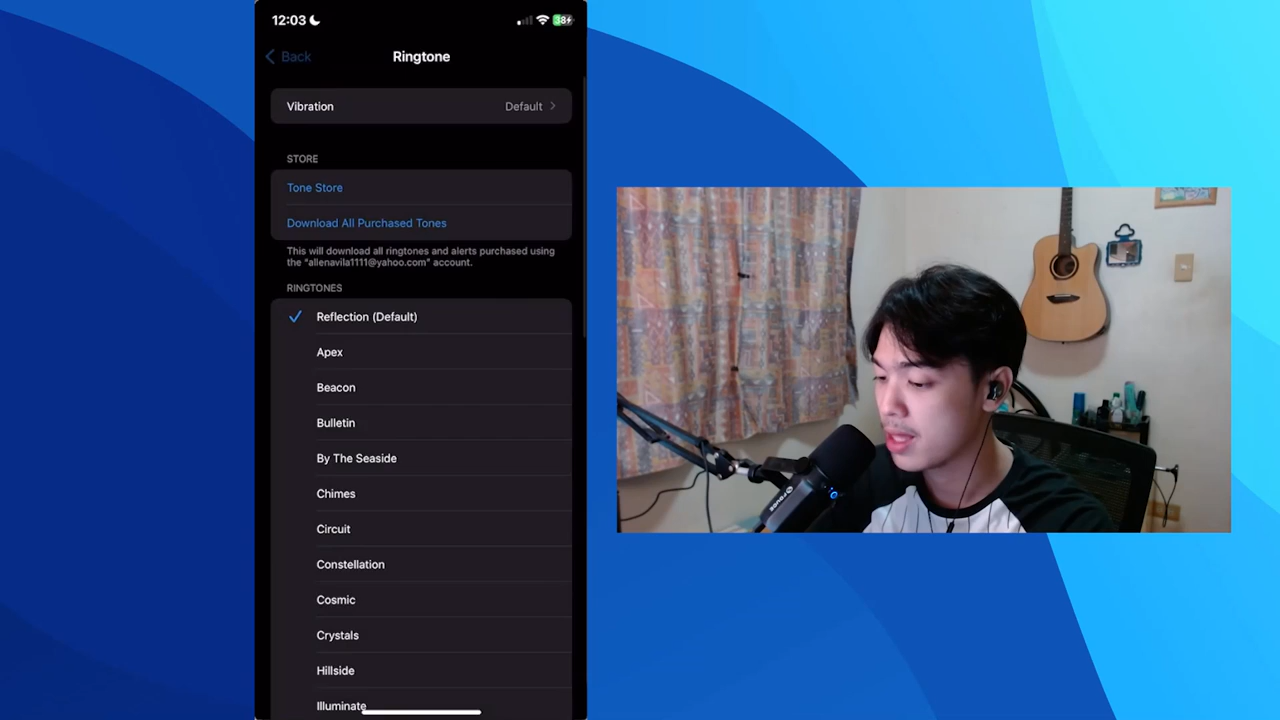 12:03
38
Back
Ringtone
Vibration
Default
STORE
Tone Store
Download All Purchased Tones
This will download all ringtones and alerts purchased using
the "allenavila1111@yahoo.com" account.
RINGTONES
Reflection (Default)
Apex
Beacon
Bulletin
By The Seaside
Chimes
Circuit
Constellation
Cosmic
Crystals
Hillside
Illuminate